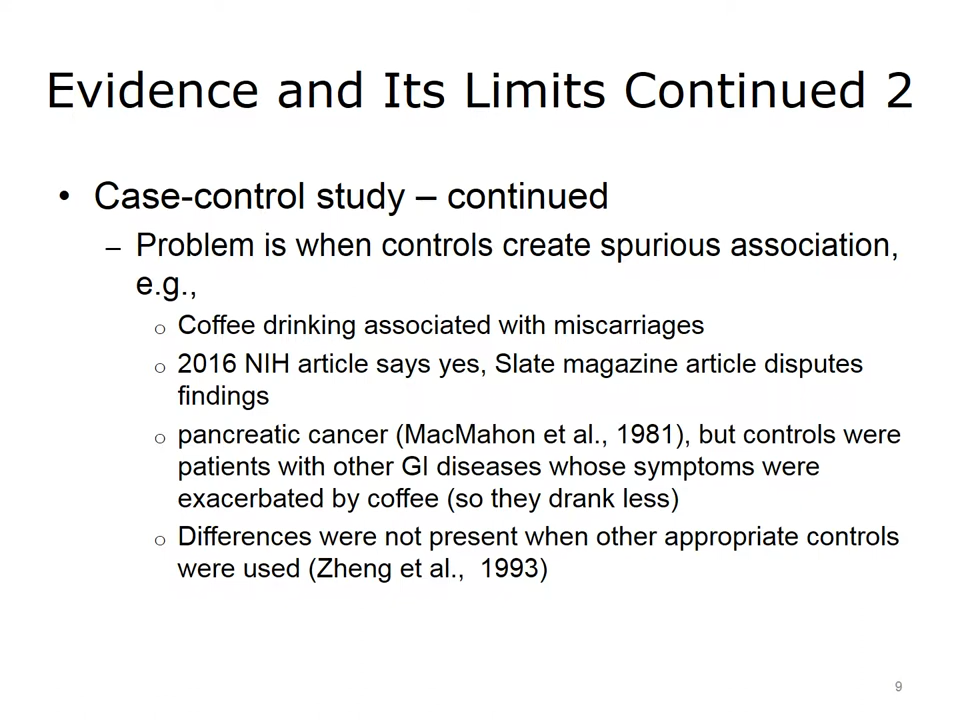 Evidence and Its Limits Continued 2
• Case-control study – continued
– Problem is when controls create spurious association,
e.g.,
○ Coffee drinking associated with miscarriages
○ 2016 NIH article says yes, Slate magazine article disputes
findings
○ pancreatic cancer (MacMahon et al., 1981), but controls were
patients with other GI diseases whose symptoms were
exacerbated by coffee (so they drank less)
○ Differences were not present when other appropriate controls
were used (Zheng et al.,  1993)
9